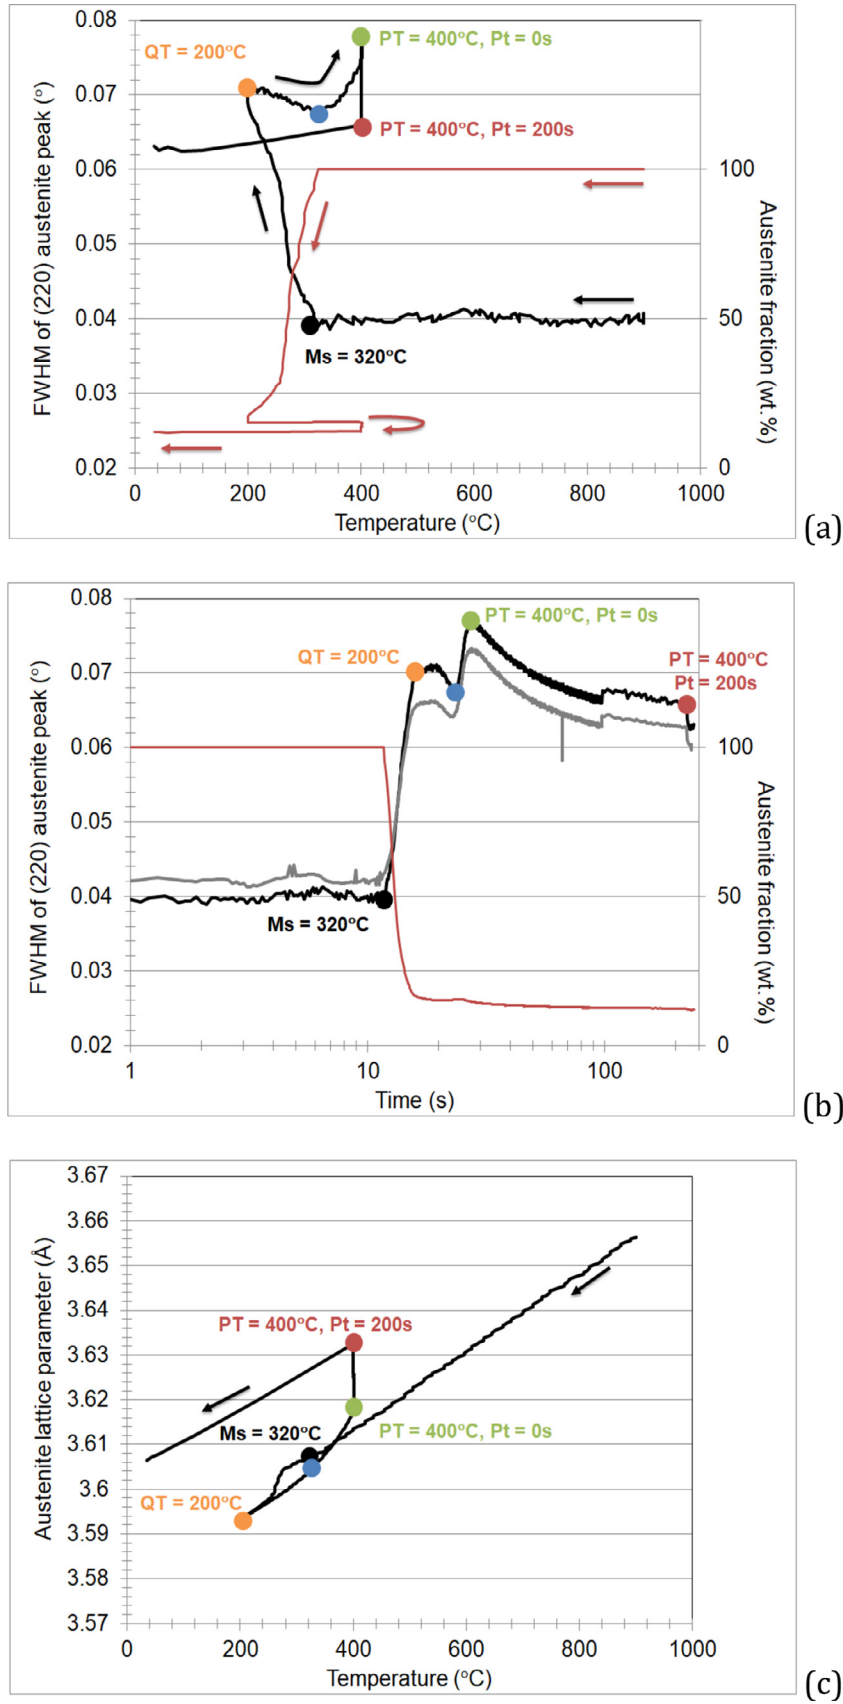 0.08
0.07
0.06
0.05
0.04
0.03
0.02
FWHM of (220) austenite peak (°)
QT = 200°C
PT = 400°C, Pt = 0s
PT = 400°C, Pt = 200s
Ms = 320°C
100
50
0
Austenite fraction (wt.%)
0 200 400 600 800 1000
Temperature (°C)
(a)
0.08
0.07
0.06
0.05
0.04
0.03
0.02
FWHM of (220) austenite peak (°)
PT = 400°C, Pt = 0s
QT = 200°C
PT = 400°C
Pt = 200s
Ms = 320°C
100
50
0
Austenite fraction (wt.%)
1 10 100
Time (s)
(b)
3.67
3.66
3.65
3.64
3.63
3.62
3.61
3.6
3.59
3.58
3.57
Austenite lattice parameter (Å)
PT = 400°C, Pt = 200s
Ms = 320°C
PT = 400°C, Pt = 0s
QT = 200°C
0 200 400 600 800 1000
Temperature (°C)
(c)